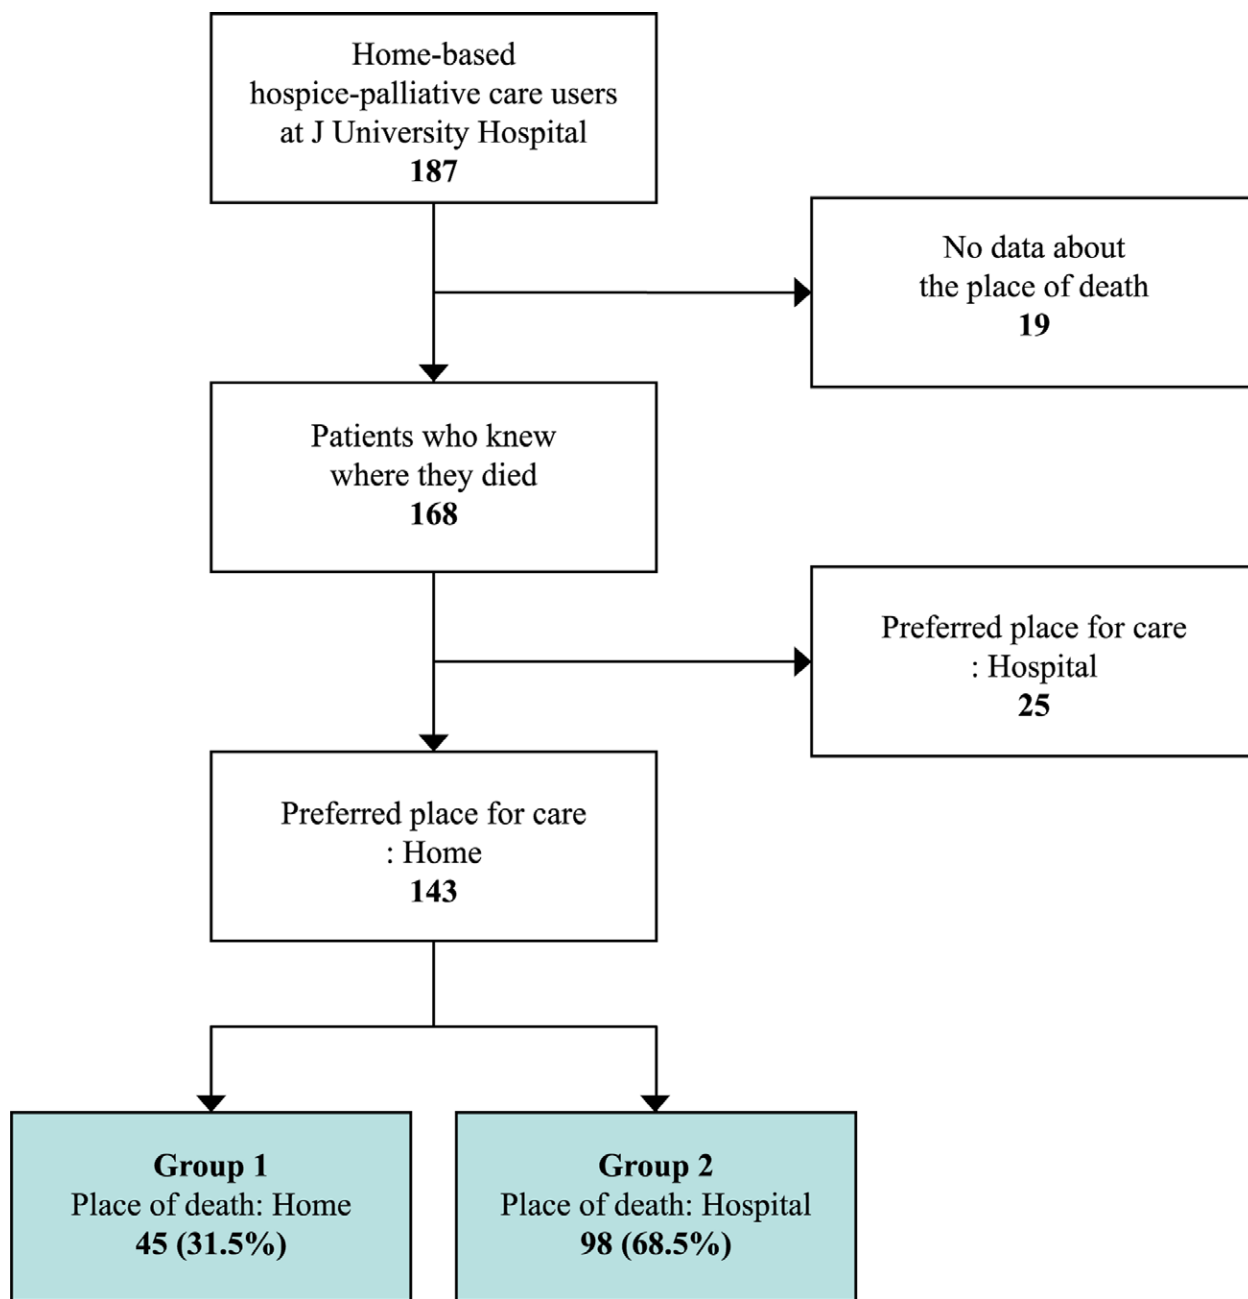 Home-based
hospice-palliative care users
at J University Hospital
187
No data about
the place of death
19
Patients who knew
where they died
168
Preferred place for care
: Hospital
25
Preferred place for care
: Home
143
Group 1
Place of death: Home
45 (31.5%)
Group 2
Place of death: Hospital
98 (68.5%)